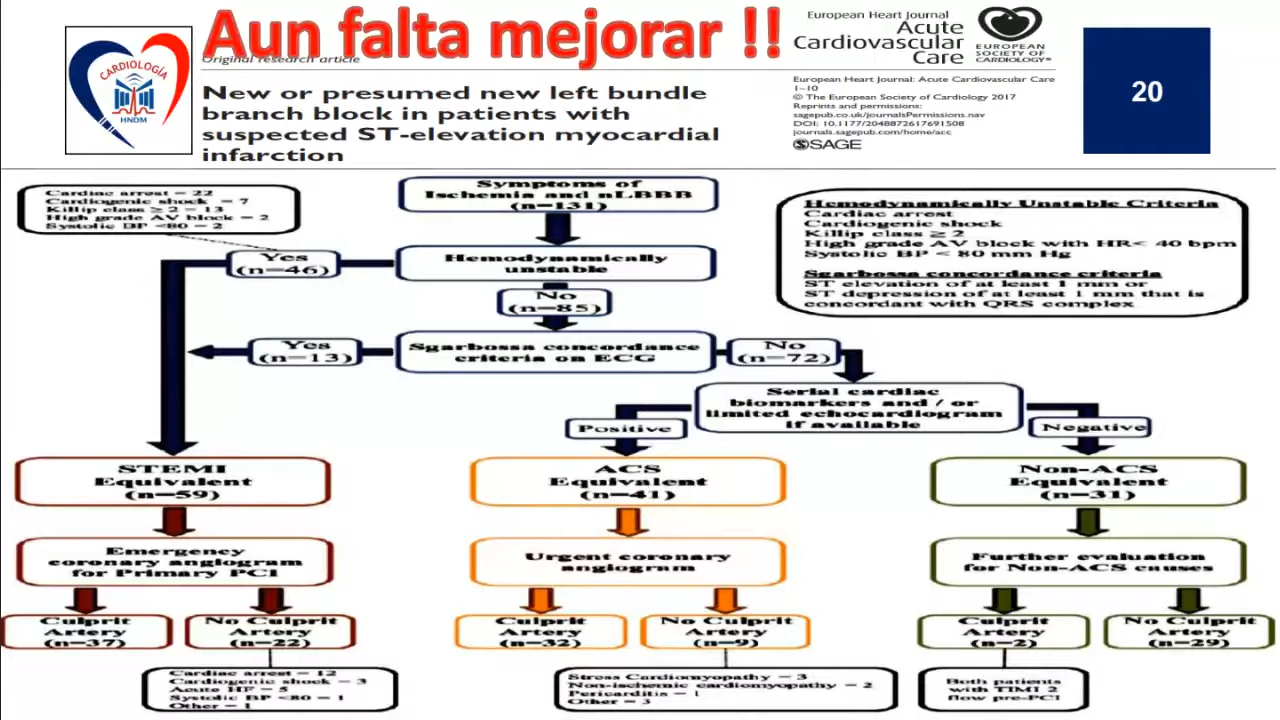 Aun falta mejorar !!
Original research article
New or presumed new left bundle
branch block in patients with
suspected ST-elevation myocardial
infarction
CARDIOLOGÍA
HNDM
European Heart Journal
Acute
Cardiovascular
Care
EUROPEAN
SOCIETY OF
CARDIOLOGY®
European Heart Journal: Acute Cardiovascular Care
1–10
© The European Society of Cardiology 2017
Reprints and permissions:
sagepub.co.uk/journalsPermissions.nav
DOI: 10.1177/2048872617691508
journals.sagepub.com/home/acc
SAGE
20
Cardiac arrest = 22
Cardiogenic shock = 7
Killip class ≥ 2 = 13
High grade AV block = 2
Systolic BP <80 = 2
Symptoms of
Ischemia and nLBBB
(n=131)
Hemodynamically Unstable Criteria
Cardiac arrest
Cardiogenic shock
Killip class ≥ 2
High grade AV block with HR< 40 bpm
Systolic BP < 80 mm Hg
Sgarbossa concordance criteria
ST elevation of at least 1 mm or
ST depression of at least 1 mm that is
concordant with QRS complex
Yes
(n=46)
Hemodynamically
unstable
No
(n=85)
Yes
(n=13)
Sgarbossa concordance
criteria on ECG
No
(n=72)
Serial cardiac
biomarkers and / or
limited echocardiogram
if available
Positive
Negative
STEMI
Equivalent
(n=59)
ACS
Equivalent
(n=41)
Non-ACS
Equivalent
(n=31)
Emergency
coronary angiogram
for Primary PCI
Urgent coronary
angiogram
Further evaluation
for Non-ACS causes
Culprit
Artery
(n=37)
No Culprit
Artery
(n=22)
Culprit
Artery
(n=32)
No Culprit
Artery
(n=9)
Culprit
Artery
(n=2)
No Culprit
Artery
(n=29)
Cardiac arrest = 12
Cardiogenic shock = 3
Acute HF = 5
Systolic BP <80 = 1
Other = 1
Stress Cardiomyopathy = 3
Non-ischemic cardiomyopathy = 2
Pericarditis = 1
Other = 3
Both patients
with TIMI 2
flow pre-PCI